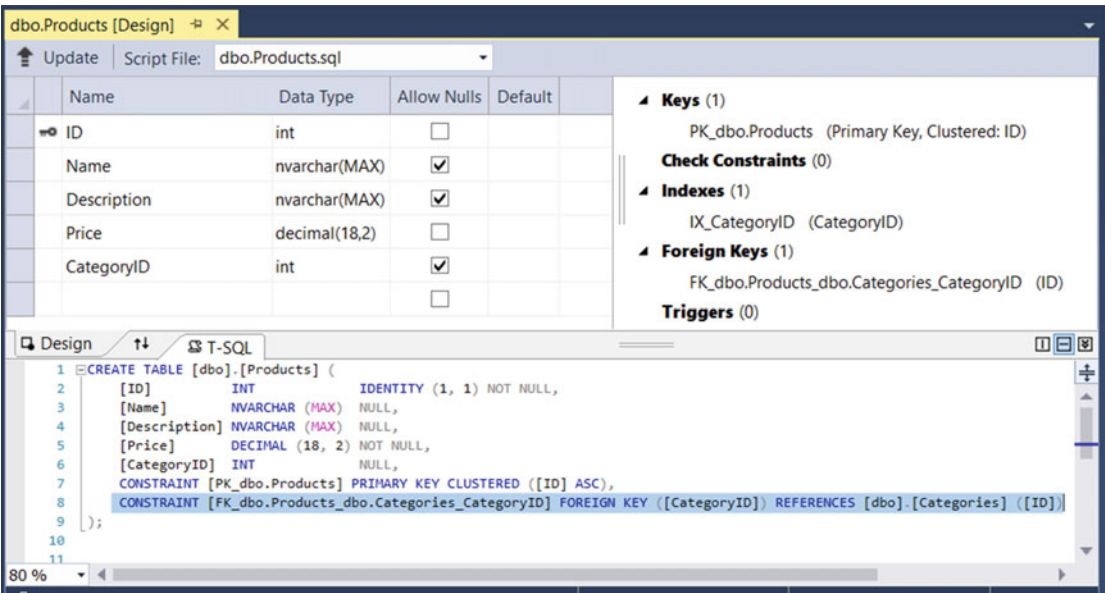 dbo.Products [Design]
Update Script File: dbo.Products.sql
Name Data Type Allow Nulls Default
ID int
Name nvarchar(MAX)
Description nvarchar(MAX)
Price decimal(18,2)
CategoryID int
Keys (1)
PK_dbo.Products (Primary Key, Clustered: ID)
Check Constraints (0)
Indexes (1)
IX_CategoryID (CategoryID)
Foreign Keys (1)
FK_dbo.Products_dbo.Categories_CategoryID (ID)
Triggers (0)
Design T-SQL
1 CREATE TABLE [dbo].[Products] (
2 [ID] INT IDENTITY (1, 1) NOT NULL,
3 [Name] NVARCHAR (MAX) NULL,
4 [Description] NVARCHAR (MAX) NULL,
5 [Price] DECIMAL (18, 2) NOT NULL,
6 [CategoryID] INT NULL,
7 CONSTRAINT [PK_dbo.Products] PRIMARY KEY CLUSTERED ([ID] ASC),
8 CONSTRAINT [FK_dbo.Products_dbo.Categories_CategoryID] FOREIGN KEY ([CategoryID]) REFERENCES [dbo].[Categories] ([ID])
9 );
10
11
80 %